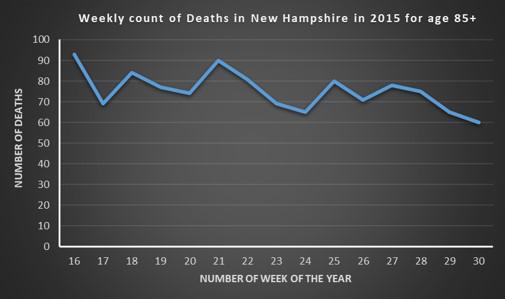 Weekly count of Deaths in New Hampshire in 2015 for age 85+
100
90
80
70
60
50
40
30
20
10
0
NUMBER OF DEATHS
16 17 18 19 20 21 22 23 24 25 26 27 28 29 30
NUMBER OF WEEK OF THE YEAR